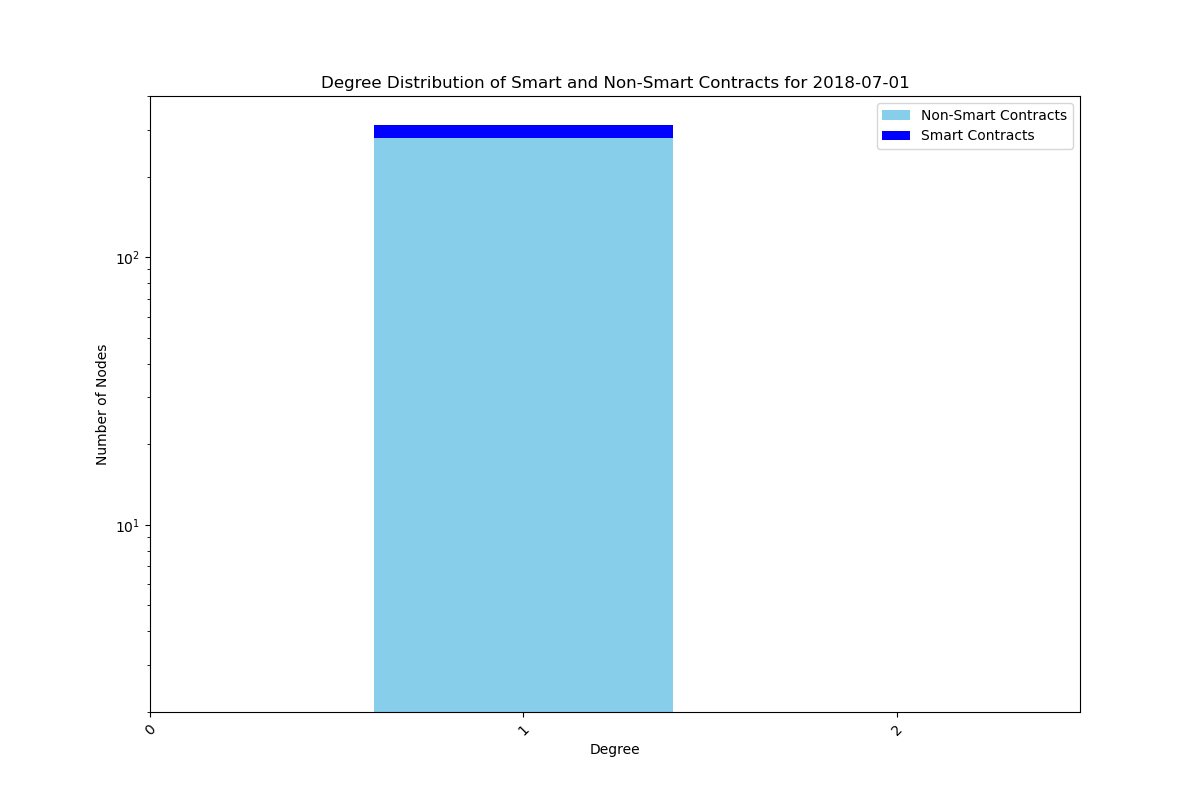 Degree Distribution of Smart and Non-Smart Contracts for 2018-07-01
Non-Smart Contracts
Smart Contracts
10²
10¹
Number of Nodes
0
1
2
Degree